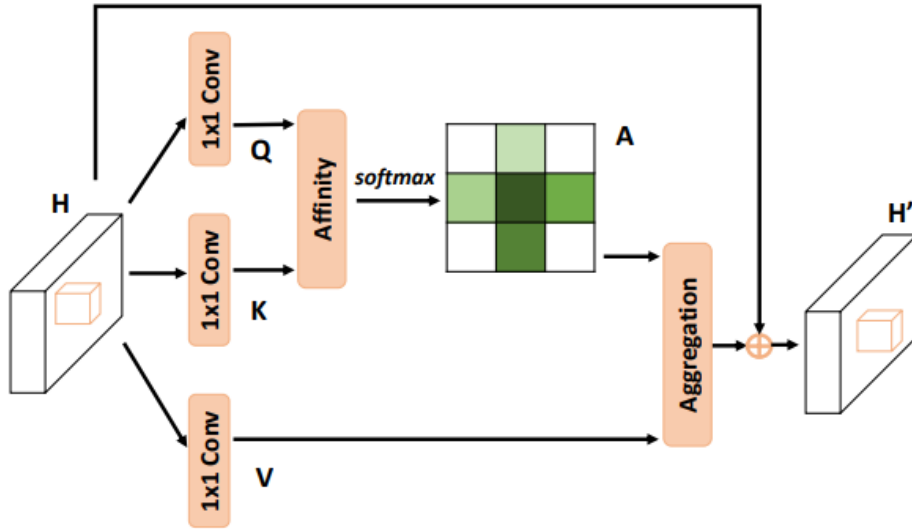 1x1 Conv
Q
Affinity
softmax
A
H
1x1 Conv
K
H'
Aggregation
1x1 Conv
V